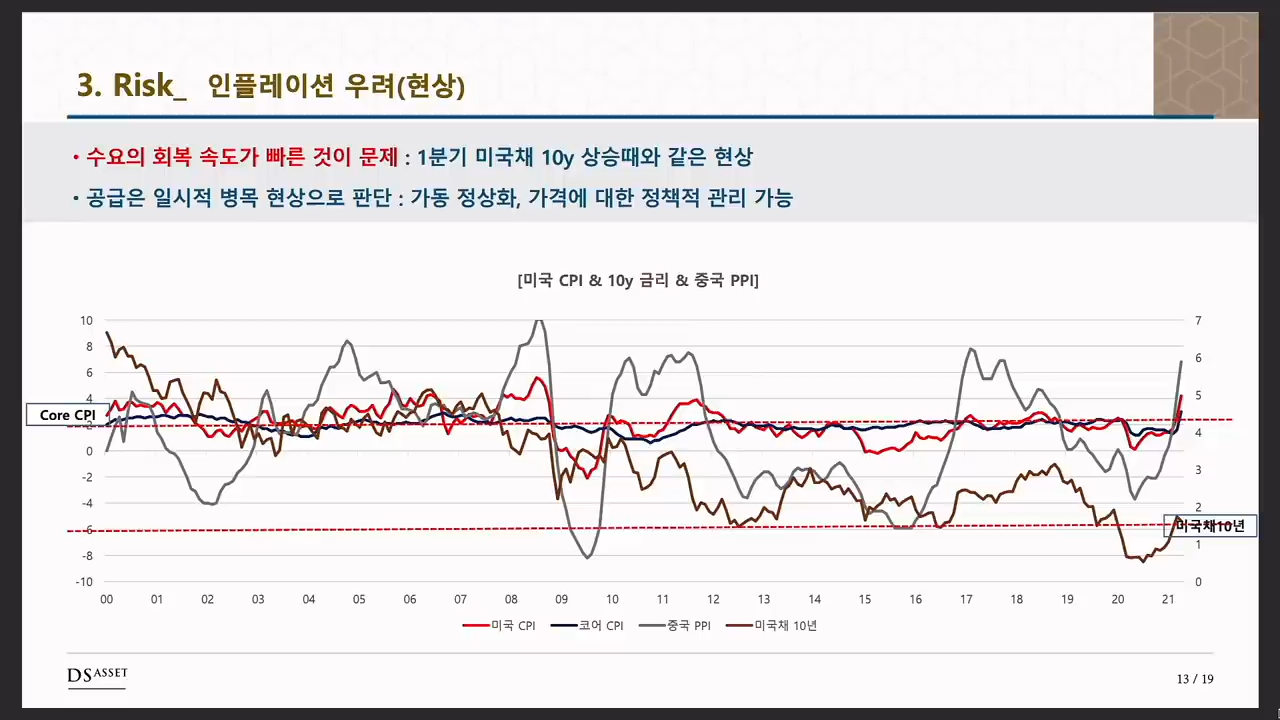 3. Risk_ 인플레이션 우려(현상)
• 수요의 회복 속도가 빠른 것이 문제 : 1분기 미국채 10y 상승때와 같은 현상
• 공급은 일시적 병목 현상으로 판단 : 가동 정상화, 가격에 대한 정책적 관리 가능
[미국 CPI & 10y 금리 & 중국 PPI]
10
8
6
4
2
0
-2
-4
-6
-8
-10
Core CPI
7
6
5
4
3
2
1
0
미국채10년
00 01 02 03 04 05 06 07 08 09 10 11 12 13 14 15 16 17 18 19 20 21
미국 CPI 코어 CPI 중국 PPI 미국채 10년
DS ASSET
13 / 19